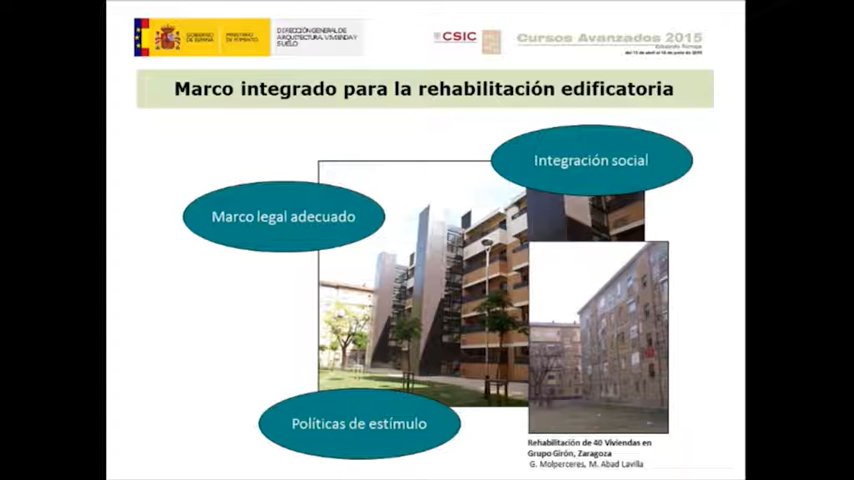 GOBIERNO
DE ESPAÑA
MINISTERIO
DE FOMENTO
DIRECCIÓN GENERAL DE
ARQUITECTURA, VIVIENDA Y
SUELO
CSIC
Cursos Avanzados 2015
Eduardo Torroja
Marco integrado para la rehabilitación edificatoria
Integración social
Marco legal adecuado
Políticas de estímulo
Rehabilitación de 40 Viviendas en
Grupo Girón, Zaragoza
G. Molperceres, M. Abad Lavilla